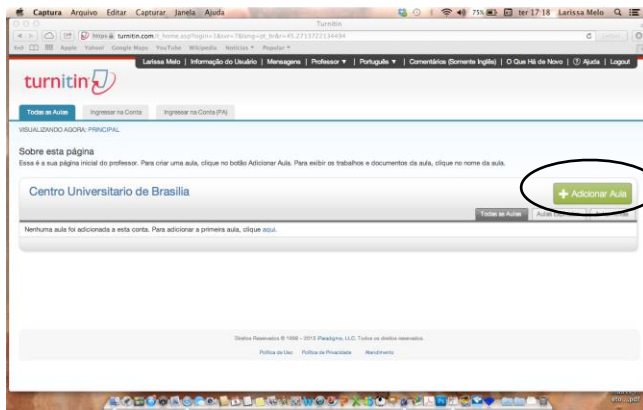 Captura Arquivo Editar Capturar Janela Ajuda 75% ter 17:18 Larissa Melo
Turnitin
Apple Yahoo! Google Maps YouTube Wikipedia Notícias Popular
Larissa Melo | Informação do Usuário | Mensagens | Professor ▼ | Português ▼ | Comentários (Somente Inglês) | O Que Há de Novo | Ajuda | Logout
turnitin
Todas as Aulas Ingressar na Conta Ingressar na Conta (PA)
VISUALIZANDO AGORA: PRINCIPAL
Sobre esta página
Essa é a sua página inicial do professor. Para criar uma aula, clique no botão Adicionar Aula. Para exibir os trabalhos e documentos da aula, clique no nome da aula.
Centro Universitario de Brasilia
+ Adicionar Aula
Todas as Aulas
Nenhuma aula foi adicionada a esta conta. Para adicionar a primeira aula, clique aqui.
Direitos Reservados © 1998 – 2013 iParadigms, LLC. Todos os direitos reservados.
Política de Uso Política de Privacidade Atendimento